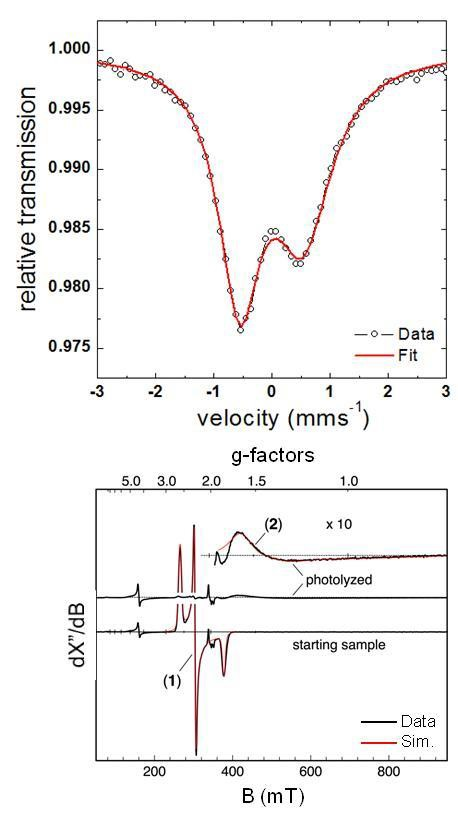 1.000
0.995
0.990
0.985
0.980
0.975
relative transmission
Data
Fit
-3 -2 -1 0 1 2 3
velocity (mms⁻¹)
g-factors
5.0 3.0 2.0 1.5 1.0
(2) x 10
photolyzed
starting sample
(1)
dX"/dB
Data
Sim.
200 400 600 800
B (mT)